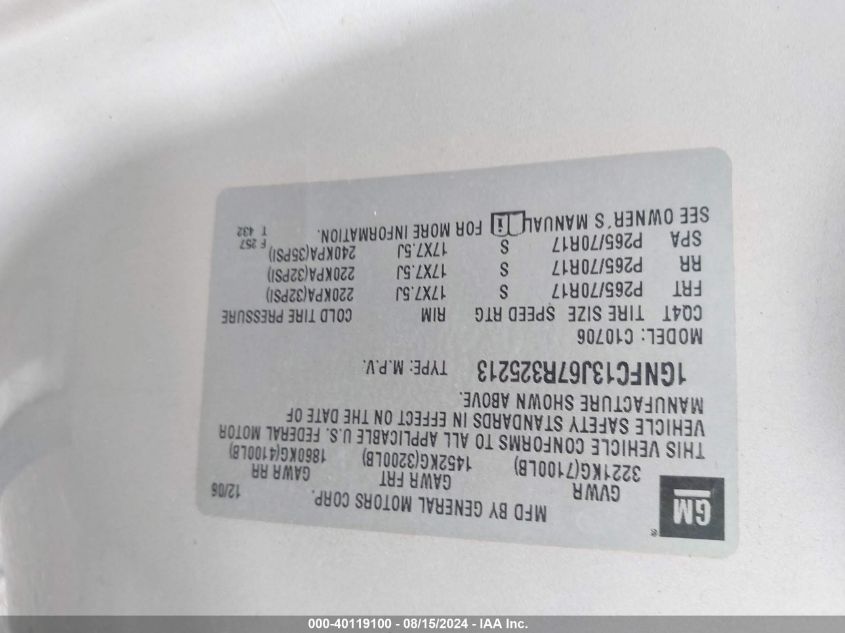 GM
®
MFD BY GENERAL MOTORS CORP.
12/06
GVWR GAWR FRT GAWR RR
3221KG(7100LB) 1452KG(3200LB) 1860KG(4100LB)
THIS VEHICLE CONFORMS TO ALL APPLICABLE U.S. FEDERAL MOTOR
VEHICLE SAFETY STANDARDS IN EFFECT ON THE DATE OF
MANUFACTURE SHOWN ABOVE.
1GNFC13J67R325213 TYPE: M.P.V.
MODEL: C10706
CQ4T TIRE SIZE SPEED RTG RIM COLD TIRE PRESSURE
FRT P265/70R17 S 17X7.5J 220KPA(32PSI)
RR P265/70R17 S 17X7.5J 220KPA(32PSI)
SPA P265/70R17 S 17X7.5J 240KPA(35PSI)
SEE OWNER'S MANUAL i FOR MORE INFORMATION.
F 257
T 432
000-40119100 - 08/15/2024 - IAA Inc.